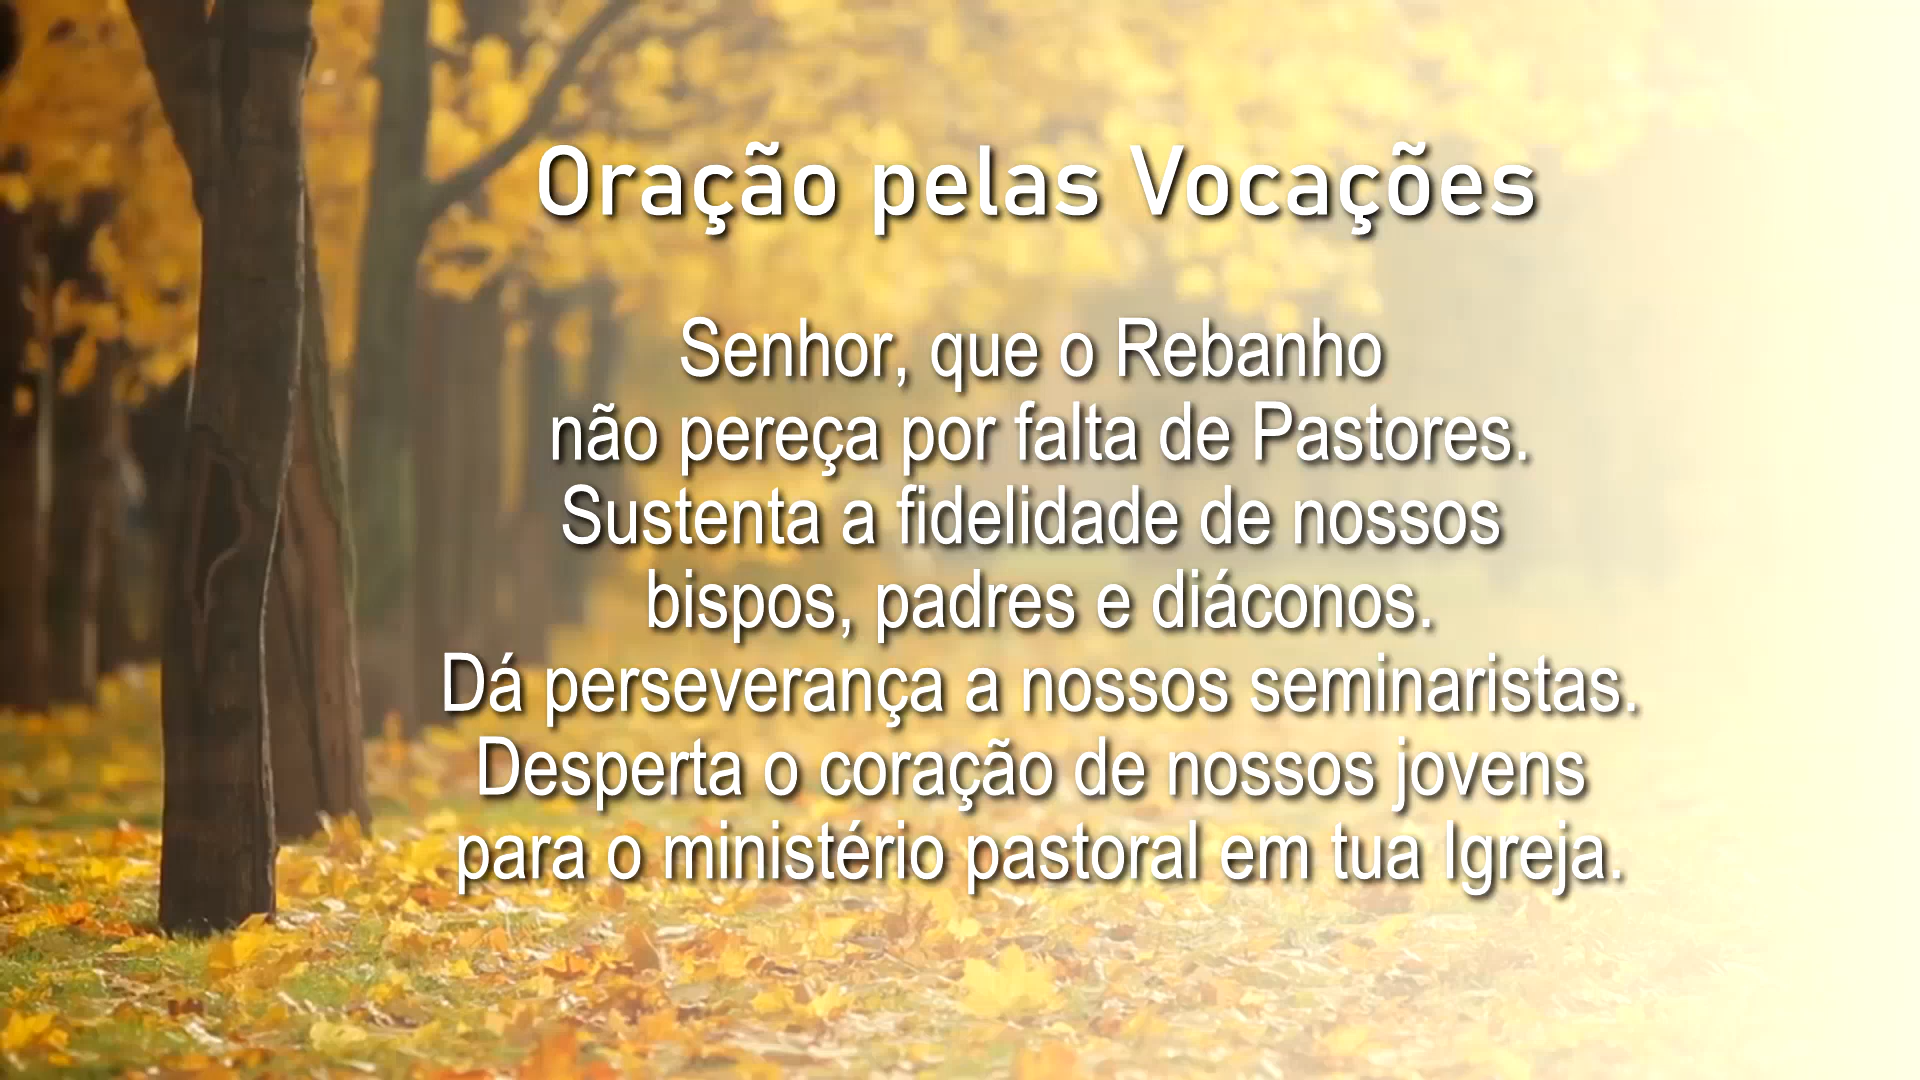 Oração pelas Vocações
Senhor, que o Rebanho
não pereça por falta de Pastores.
Sustenta a fidelidade de nossos
bispos, padres e diáconos.
Dá perseverança a nossos seminaristas.
Desperta o coração de nossos jovens
para o ministério pastoral em tua Igreja.